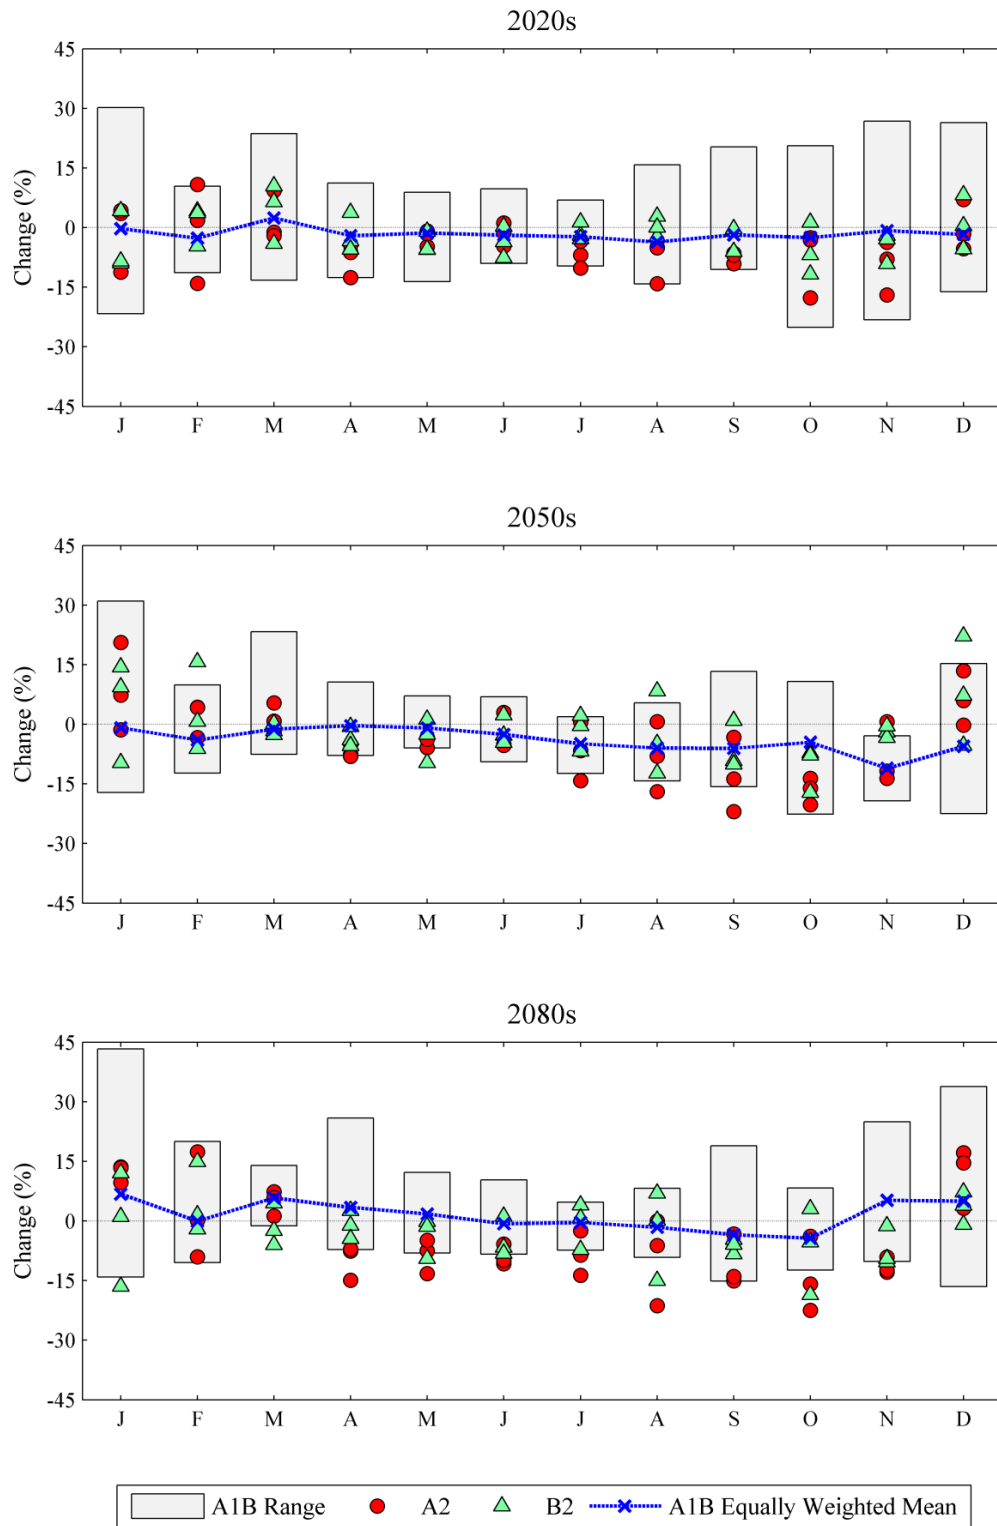 2020s
Change (%)
45
30
15
0
-15
-30
-45
J F M A M J J A S O N D
2050s
Change (%)
45
30
15
0
-15
-30
-45
J F M A M J J A S O N D
2080s
Change (%)
45
30
15
0
-15
-30
-45
J F M A M J J A S O N D
A1B Range A2 B2 A1B Equally Weighted Mean